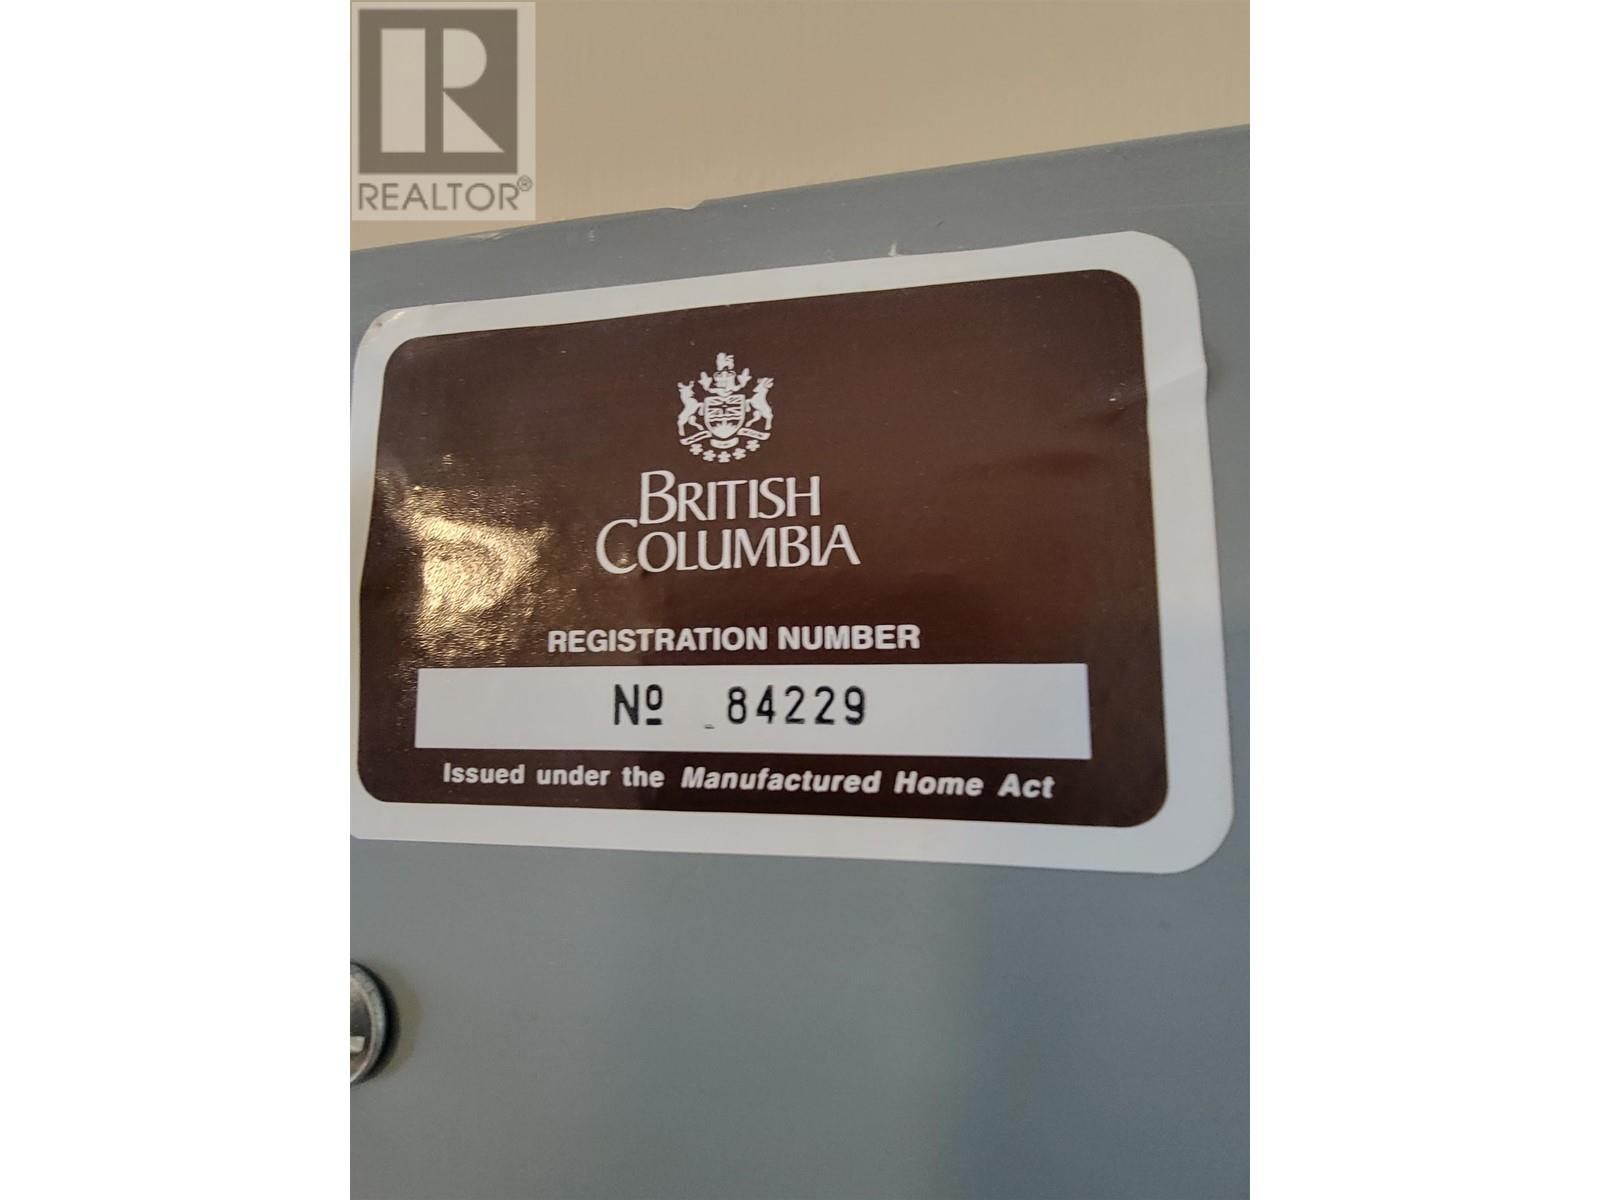 REALTOR®
BRITISH
COLUMBIA
REGISTRATION NUMBER
Nº 84229
Issued under the Manufactured Home Act